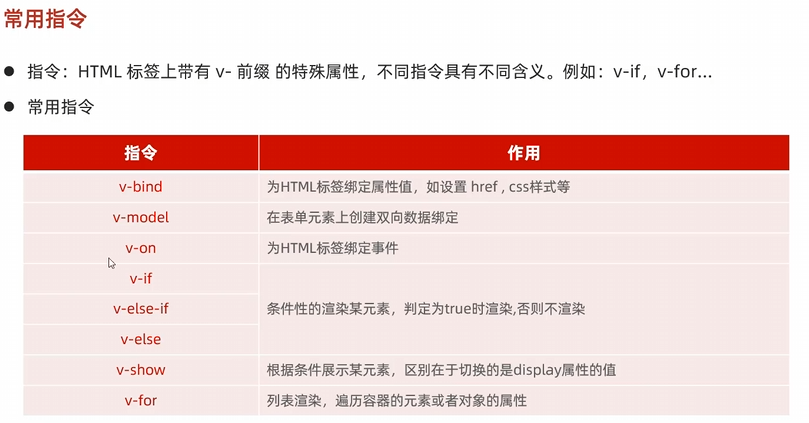 常用指令
● 指令：HTML 标签上带有 v- 前缀 的特殊属性，不同指令具有不同含义。例如：v-if，v-for…
● 常用指令
指令 作用
v-bind 为HTML标签绑定属性值，如设置 href , css样式等
v-model 在表单元素上创建双向数据绑定
v-on 为HTML标签绑定事件
v-if
v-else-if 条件性的渲染某元素，判定为true时渲染,否则不渲染
v-else
v-show 根据条件展示某元素，区别在于切换的是display属性的值
v-for 列表渲染，遍历容器的元素或者对象的属性